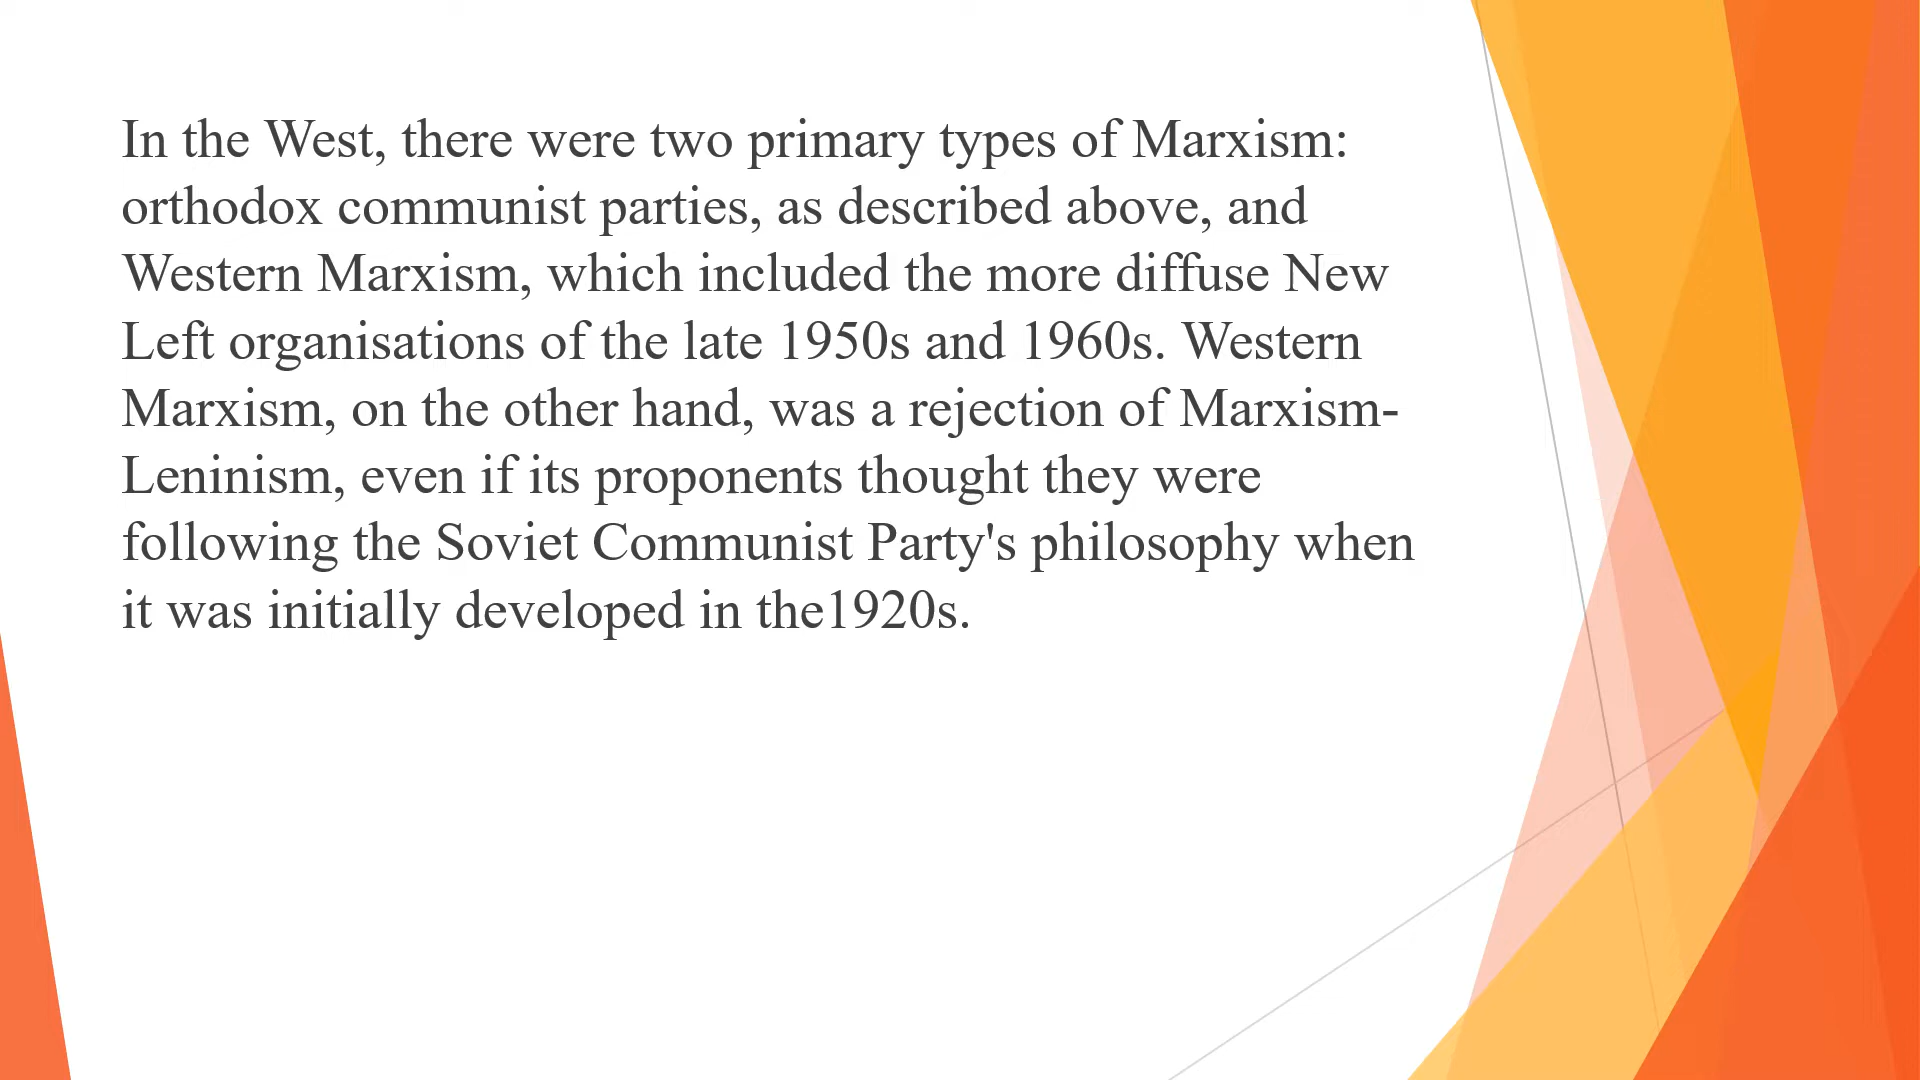 In the West, there were two primary types of Marxism:
orthodox communist parties, as described above, and
Western Marxism, which included the more diffuse New
Left organisations of the late 1950s and 1960s. Western
Marxism, on the other hand, was a rejection of Marxism-
Leninism, even if its proponents thought they were
following the Soviet Communist Party's philosophy when
it was initially developed in the1920s.